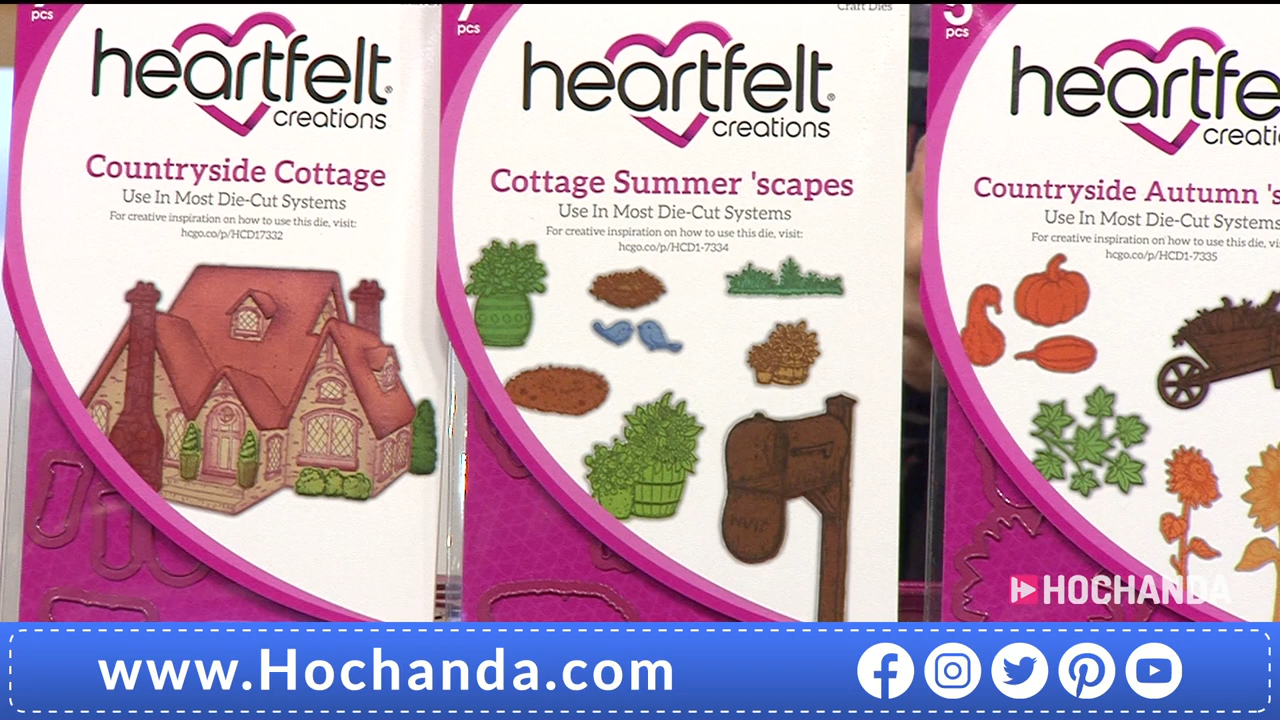 pcs
heartfelt®
creations
Countryside Cottage
Use In Most Die-Cut Systems
For creative inspiration on how to use this die, visit:
hcgo.co/p/HCD17332
7
pcs
Craft Dies
heartfelt®
creations
Cottage Summer 'scapes
Use In Most Die-Cut Systems
For creative inspiration on how to use this die, visit:
hcgo.co/p/HCD1-7334
MAIL
pcs
heartfe
creati
Countryside Autumn 's
Use In Most Die-Cut Systems
For creative inspiration on how to use this die, vi
hcgo.co/p/HCD1-7335
HOCHANDA
www.Hochanda.com